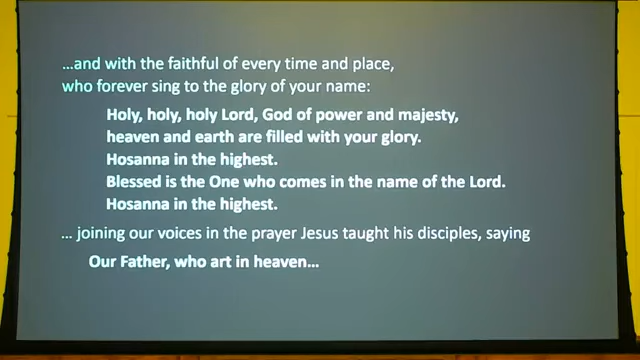 …and with the faithful of every time and place,
who forever sing to the glory of your name:
Holy, holy, holy Lord, God of power and majesty,
heaven and earth are filled with your glory.
Hosanna in the highest.
Blessed is the One who comes in the name of the Lord.
Hosanna in the highest.
… joining our voices in the prayer Jesus taught his disciples, saying
Our Father, who art in heaven…